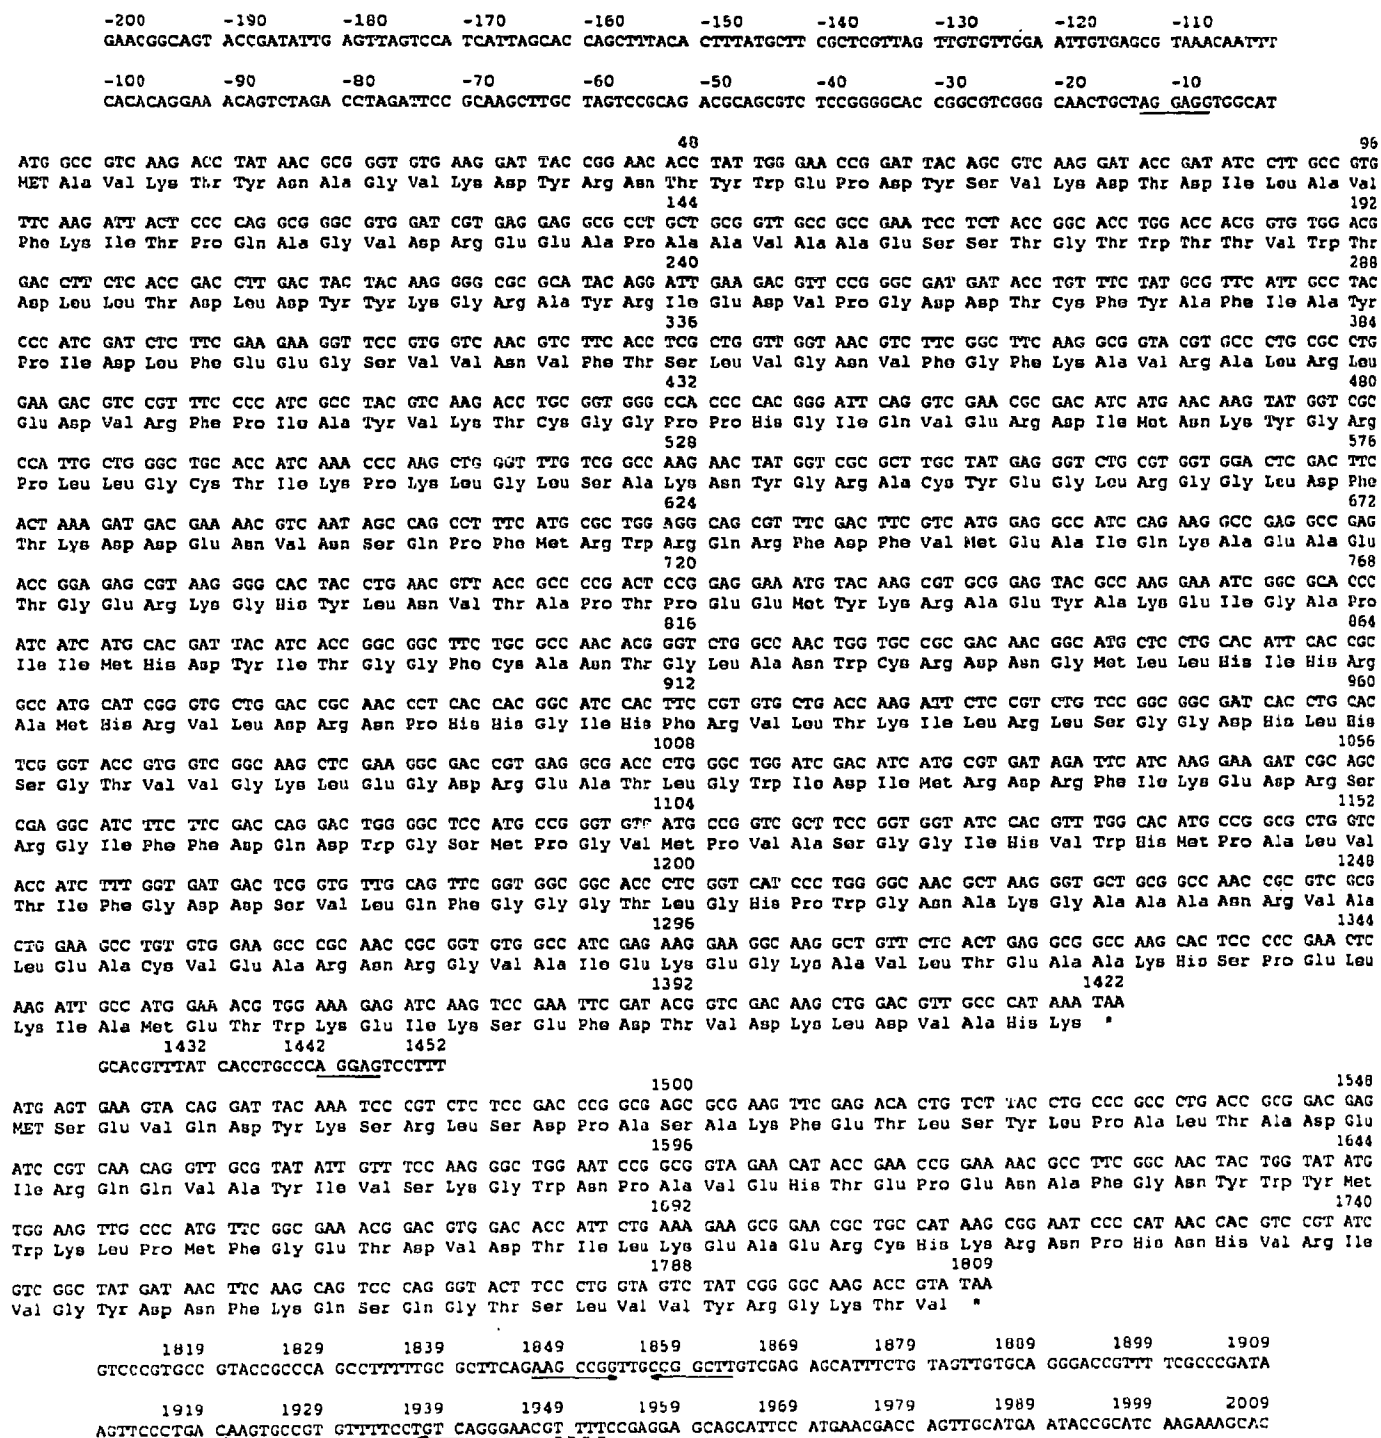 -200 -190 -180 -170 -160 -150 -140 -130 -120 -110
GAACGGCAGT ACCGATATTG AGTTAGTCCA TCATTAGCAC CAGCTTTACA CTTTATGCTT CGCTCGTTAG TTGTGTTGGA ATTGTGAGCG TAAACAATTT
-100 -90 -80 -70 -60 -50 -40 -30 -20 -10
CACACAGGAA ACAGTCTAGA CCTAGATTCC GCAAGCTTGC TAGTCCGCAG ACGCAGCGTC TCCGGGGCAC CGGCGTCGGG CAACTGCTAG GAGGTGGCAT
48 96
ATG GCC GTC AAG ACC TAT AAC GCG GGT GTG AAG GAT TAC CGG AAC ACC TAT TGG GAA CCG GAT TAC AGC GTC AAG GAT ACC GAT ATC CTT GCC GTG
MET Ala Val Lys Thr Tyr Asn Ala Gly Val Lys Asp Tyr Arg Asn Thr Tyr Trp Glu Pro Asp Tyr Ser Val Lys Asp Thr Asp Ile Leu Ala Val
144 192
TTC AAG ATT ACT CCC CAG GCG GGC GTG GAT CGT GAG GAG GCG CCT GCT GCG GTT GCC GCC GAA TCC TCT ACC GGC ACC TGG ACC ACG GTG TGG ACG
Phe Lys Ile Thr Pro Gln Ala Gly Val Asp Arg Glu Glu Ala Pro Ala Ala Val Ala Ala Glu Ser Ser Thr Gly Thr Trp Thr Thr Val Trp Thr
240 288
GAC CTT CTC ACC GAC CTT GAC TAC TAC AAG GGG CGC GCA TAC AGG ATT GAA GAC GTT CCG GGC GAT GAT ACC TGT TTC TAT GCG TTC ATT GCC TAC
Asp Leu Leu Thr Asp Leu Asp Tyr Tyr Lys Gly Arg Ala Tyr Arg Ile Glu Asp Val Pro Gly Asp Asp Thr Cys Phe Tyr Ala Phe Ile Ala Tyr
336 384
CCC ATC GAT CTC TTC GAA GAA GGT TCC GTG GTC AAC GTC TTC ACC TCG CTG GTT GGT AAC GTC TTC GGC TTC AAG GCG GTA CGT GCC CTG CGC CTG
Pro Ile Asp Leu Phe Glu Glu Gly Ser Val Val Asn Val Phe Thr Ser Leu Val Gly Asn Val Phe Gly Phe Lys Ala Val Arg Ala Leu Arg Leu
432 480
GAA GAC GTC CGT TTC CCC ATC GCC TAC GTC AAG ACC TGC GGT GGG CCA CCC CAC GGG ATT CAG GTC GAA CGC GAC ATC ATG AAC AAG TAT GGT CGC
Glu Asp Val Arg Phe Pro Ile Ala Tyr Val Lys Thr Cys Gly Gly Pro Pro His Gly Ile Gln Val Glu Arg Asp Ile Met Asn Lys Tyr Gly Arg
528 576
CCA TTG CTG GGC TGC ACC ATC AAA CCC AAG CTG GGT TTG TCG GCC AAG AAC TAT GGT CGC GCT TGC TAT GAG GGT CTG CGT GGT GGA CTC GAC TTC
Pro Leu Leu Gly Cys Thr Ile Lys Pro Lys Leu Gly Leu Ser Ala Lys Asn Tyr Gly Arg Ala Cys Tyr Glu Gly Leu Arg Gly Gly Leu Asp Phe
624 672
ACT AAA GAT GAC GAA AAC GTC AAT AGC CAG CCT TTC ATG CGC TGG AGG CAG CGT TTC GAC TTC GTC ATG GAG GCC ATC CAG AAG GCC GAG GCC GAG
Thr Lys Asp Asp Glu Asn Val Asn Ser Gln Pro Phe Met Arg Trp Arg Gln Arg Phe Asp Phe Val Met Glu Ala Ile Gln Lys Ala Glu Ala Glu
720 768
ACC GGA GAG CGT AAG GGG CAC TAC CTG AAC GTT ACC GCC CCG ACT CCG GAG GAA ATG TAC AAG CGT GCG GAG TAC GCC AAG GAA ATC GGC GCA CCC
Thr Gly Glu Arg Lys Gly His Tyr Leu Asn Val Thr Ala Pro Thr Pro Glu Glu Met Tyr Lys Arg Ala Glu Tyr Ala Lys Glu Ile Gly Ala Pro
816 864
ATC ATC ATG CAC GAT TAC ATC ACC GGC GGC TTC TGC GCC AAC ACG GGT CTG GCC AAC TGG TGC CGC GAC AAC GGC ATG CTC CTG CAC ATT CAC CGC
Ile Ile Met His Asp Tyr Ile Thr Gly Gly Phe Cys Ala Asn Thr Gly Leu Ala Asn Trp Cys Arg Asp Asn Gly Met Leu Leu His Ile His Arg
912 960
GCC ATG CAT CGG GTG CTG GAC CGC AAC CCT CAC CAC GGC ATC CAC TTC CGT GTG CTG ACC AAG ATT CTC CGT CTG TCC GGC GGC GAT CAC CTG CAC
Ala Met His Arg Val Leu Asp Arg Asn Pro His His Gly Ile His Phe Arg Val Leu Thr Lys Ile Leu Arg Leu Ser Gly Gly Asp His Leu His
1008 1056
TCG GGT ACC GTG GTC GGC AAG CTC GAA GGC GAC CGT GAG GCG ACC CTG GGC TGG ATC GAC ATC ATG CGT GAT AGA TTC ATC AAG GAA GAT CGC AGC
Ser Gly Thr Val Val Gly Lys Leu Glu Gly Asp Arg Glu Ala Thr Leu Gly Trp Ile Asp Ile Met Arg Asp Arg Phe Ile Lys Glu Asp Arg Ser
1104 1152
CGA GGC ATC TTC TTC GAC CAG GAC TGG GGC TCC ATG CCG GGT ATG CCG GTC GCT TCC GGT GGT ATC CAC GTT TGG CAC ATG CCG GCG CTG GTC
Arg Gly Ile Phe Phe Asp Gln Asp Trp Gly Ser Met Pro Gly Val Met Pro Val Ala Ser Gly Gly Ile His Val Trp His Met Pro Ala Leu Val
1200 1248
ACC ATC TTT GGT GAT GAC TCG GTG TTG CAG TTC GGT GGC GGC ACC CTC GGT CAT CCC TGG GGC AAC GCT AAG GGT GCT GCG GCC AAC CGC GTC GCG
Thr Ile Phe Gly Asp Asp Ser Val Leu Gln Phe Gly Gly Gly Thr Leu Gly His Pro Trp Gly Asn Ala Lys Gly Ala Ala Ala Asn Arg Val Ala
1296 1344
CTG GAA GCC TGT GTG GAA GCC CGC AAC CGC GGT GTG GCC ATC GAG AAG GAA GGC AAG GCT GTT CTC ACT GAG GCG GCC AAG CAC TCC CCC GAA CTC
Leu Glu Ala Cys Val Glu Ala Arg Asn Arg Gly Val Ala Ile Glu Lys Glu Gly Lys Ala Val Leu Thr Glu Ala Ala Lys His Ser Pro Glu Leu
1392 1422
AAG ATT GCC ATG GAA ACG TGG AAA GAG ATC AAG TCC GAA TTC GAT ACG GTC GAC AAG CTG GAC GTT GCC CAT AAA TAA
Lys Ile Ala Met Glu Thr Trp Lys Glu Ile Lys Ser Glu Phe Asp Thr Val Asp Lys Leu Asp Val Ala His Lys *
1432 1442 1452
GCACGTTTAT CACCTGCCCA GGAGTCCTTT
1500 1548
ATG AGT GAA GTA CAG GAT TAC AAA TCC CGT CTC TCC GAC CCG GCG AGC GCG AAG TTC GAG ACA CTG TCT TAC CTG CCC GCC CTG ACC GCG GAC GAG
MET Ser Glu Val Gln Asp Tyr Lys Ser Arg Leu Ser Asp Pro Ala Ser Ala Lys Phe Glu Thr Leu Ser Tyr Leu Pro Ala Leu Thr Ala Asp Glu
1596 1644
ATC CGT CAA CAG GTT GCG TAT ATT GTT TCC AAG GGC TGG AAT CCG GCG GTA GAA CAT ACC GAA CCG GAA AAC GCC TTC GGC AAC TAC TGG TAT ATG
Ile Arg Gln Gln Val Ala Tyr Ile Val Ser Lys Gly Trp Asn Pro Ala Val Glu His Thr Glu Pro Glu Asn Ala Phe Gly Asn Tyr Trp Tyr Met
1692 1740
TGG AAG TTG CCC ATG TTC GGC GAA ACG GAC GTG GAC ACC ATT CTG AAA GAA GCG GAA CGC TGC CAT AAG CGG AAT CCC CAT AAC CAC GTC CGT ATC
Trp Lys Leu Pro Met Phe Gly Glu Thr Asp Val Asp Thr Ile Leu Lys Glu Ala Glu Arg Cys His Lys Arg Asn Pro His Asn His Val Arg Ile
1788 1809
GTC GGC TAT GAT AAC TTC AAG CAG TCC CAG GGT ACT TCC CTG GTA GTC TAT CGG GGC AAG ACC GTA TAA
Val Gly Tyr Asp Asn Phe Lys Gln Ser Gln Gly Thr Ser Leu Val Val Tyr Arg Gly Lys Thr Val *
1819 1829 1839 1849 1859 1869 1879 1889 1899 1909
GTCCCGTGCC GTACCGCCCA GCCTTTTTGC GCTTCAGAAG CCGGTTGCCG GCTTGTCGAG AGCATTTCTG TAGTTGTGCA GGGACCGTTT TCGCCCGATA
1919 1929 1939 1949 1959 1969 1979 1989 1999 2009
AGTTCCCTGA CAAGTGCCGT GTTTTCCTGT CAGGGAACGT TTTCCGAGGA GCAGCATTCC ATGAACGACC AGTTGCATGA ATACCGCATC AAGAAAGCAC